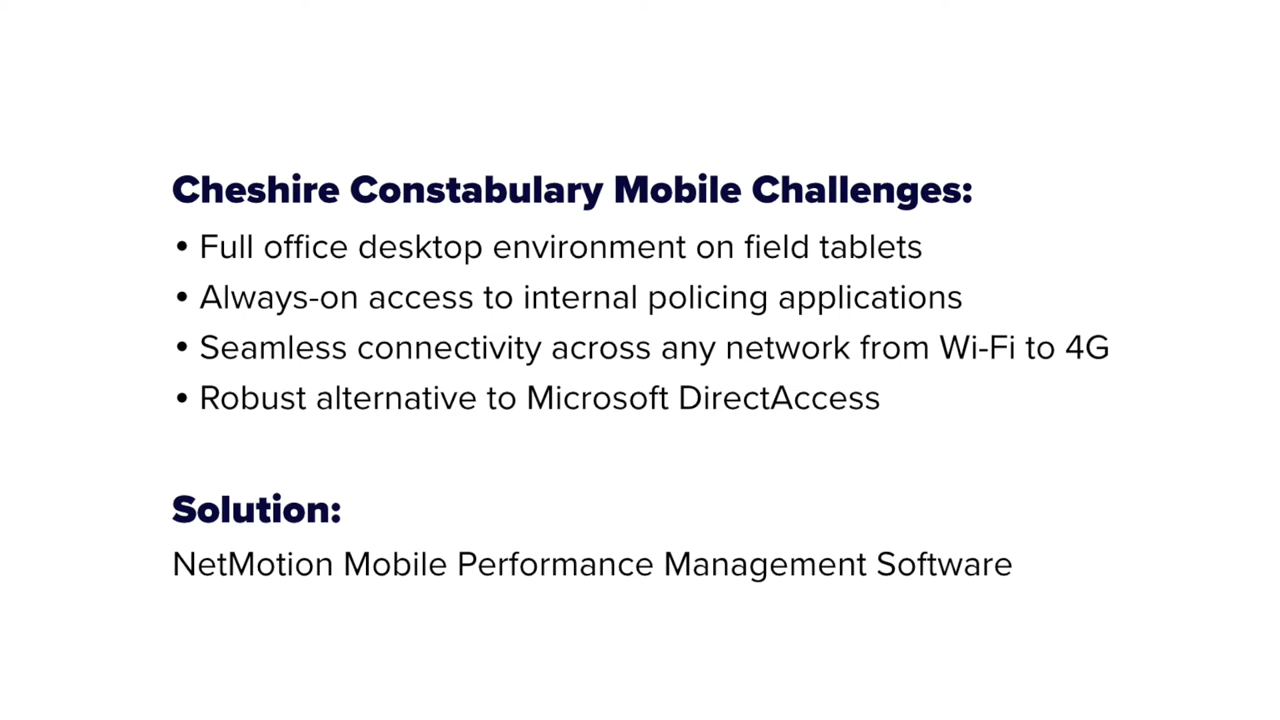 Cheshire Constabulary Mobile Challenges:
• Full office desktop environment on field tablets
• Always-on access to internal policing applications
• Seamless connectivity across any network from Wi-Fi to 4G
• Robust alternative to Microsoft DirectAccess
Solution:
NetMotion Mobile Performance Management Software